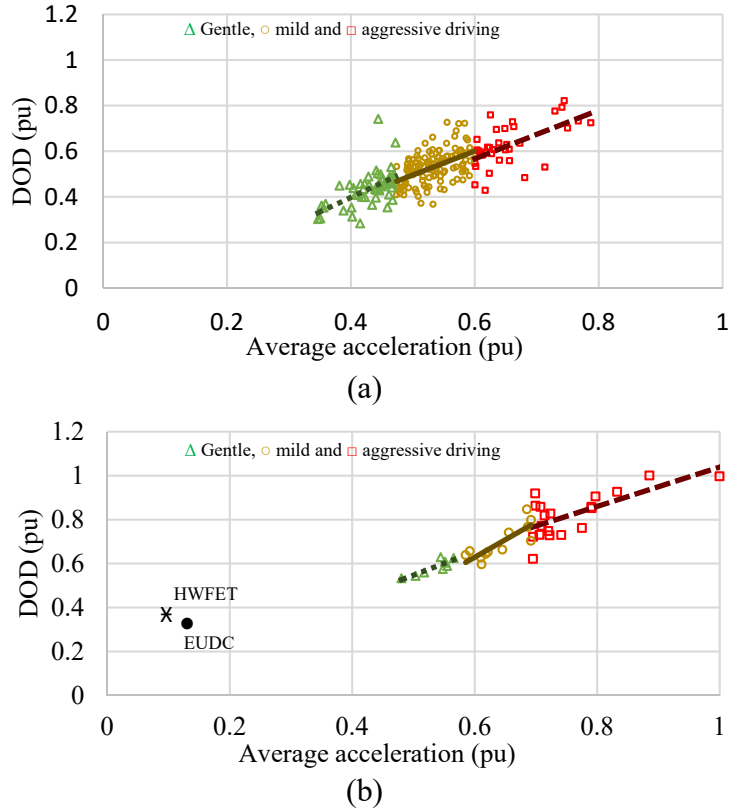 Δ Gentle, ○ mild and □ aggressive driving
1.2
1
0.8
0.6
0.4
0.2
0
DOD (pu)
0 0.2 0.4 0.6 0.8 1
Average acceleration (pu)
(a)
Δ Gentle, ○ mild and □ aggressive driving
1.2
1
0.8
0.6
0.4
0.2
0
DOD (pu)
HWFET
EUDC
0 0.2 0.4 0.6 0.8 1
Average acceleration (pu)
(b)